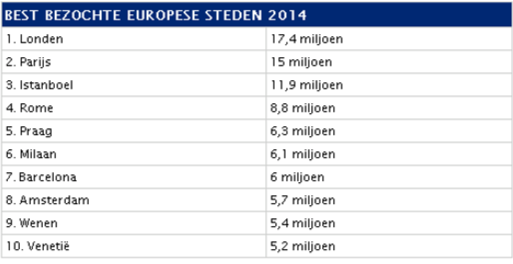 BEST BEZOCHTE EUROPESE STEDEN 2014
1. Londen 17,4 miljoen
2. Parijs 15 miljoen
3. Istanboel 11,9 miljoen
4. Rome 8,8 miljoen
5. Praag 6,3 miljoen
6. Milaan 6,1 miljoen
7. Barcelona 6 miljoen
8. Amsterdam 5,7 miljoen
9. Wenen 5,4 miljoen
10. Venetië 5,2 miljoen